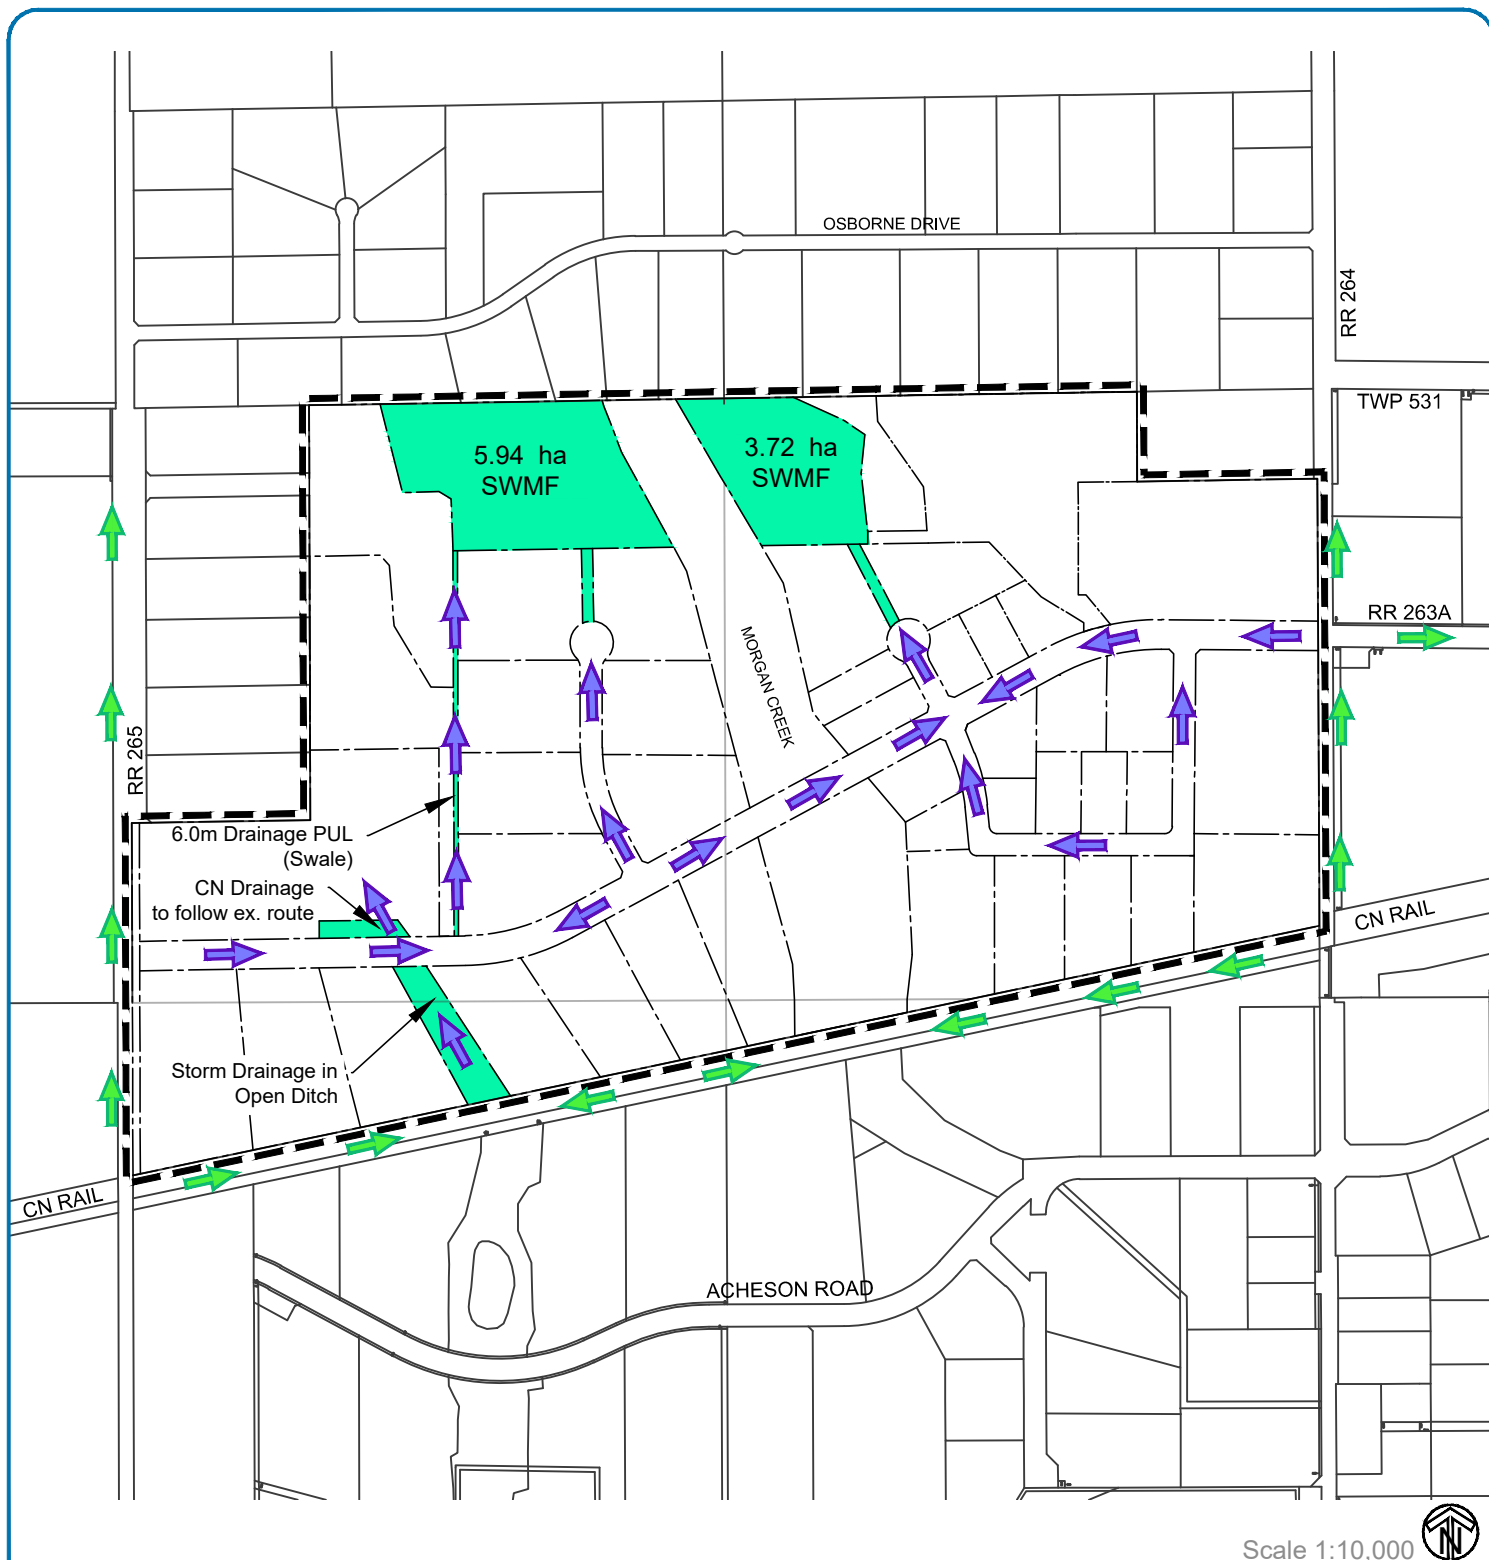 OSBORNE DRIVE
RR 264
TWP 531
5.94 ha
SWMF
3.72 ha
SWMF
RR 263A
MORGAN CREEK
RR 265
6.0m Drainage PUL
(Swale)
CN Drainage
to follow ex. route
CN RAIL
Storm Drainage in
Open Ditch
CN RAIL
ACHESON ROAD
Scale 1:10,000
N